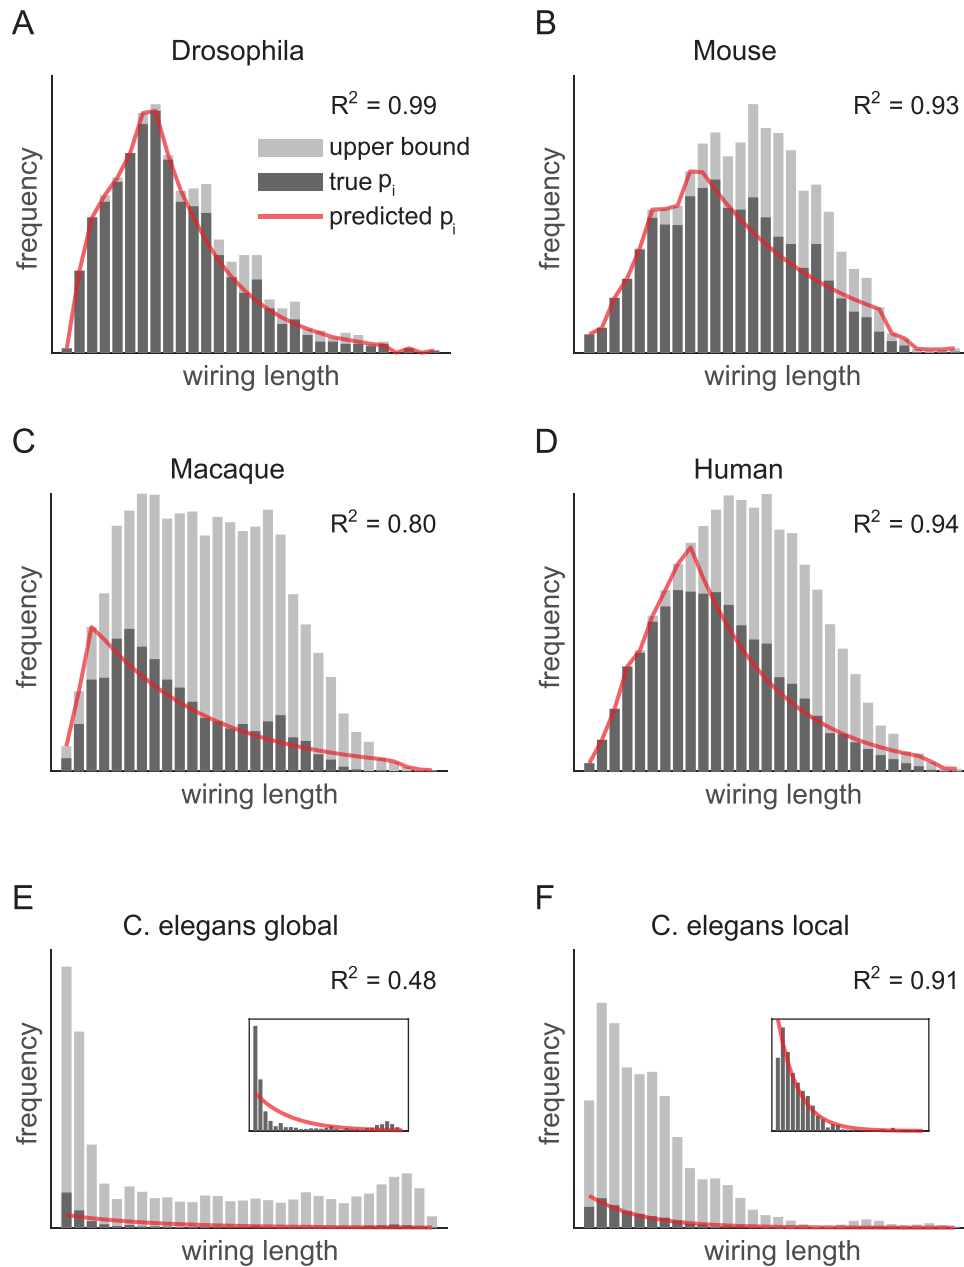 A
Drosophila
R² = 0.99
upper bound
true pᵢ
predicted pᵢ
frequency
wiring length
B
Mouse
R² = 0.93
frequency
wiring length
C
Macaque
R² = 0.80
frequency
wiring length
D
Human
R² = 0.94
frequency
wiring length
E
C. elegans global
R² = 0.48
frequency
wiring length
F
C. elegans local
R² = 0.91
frequency
wiring length